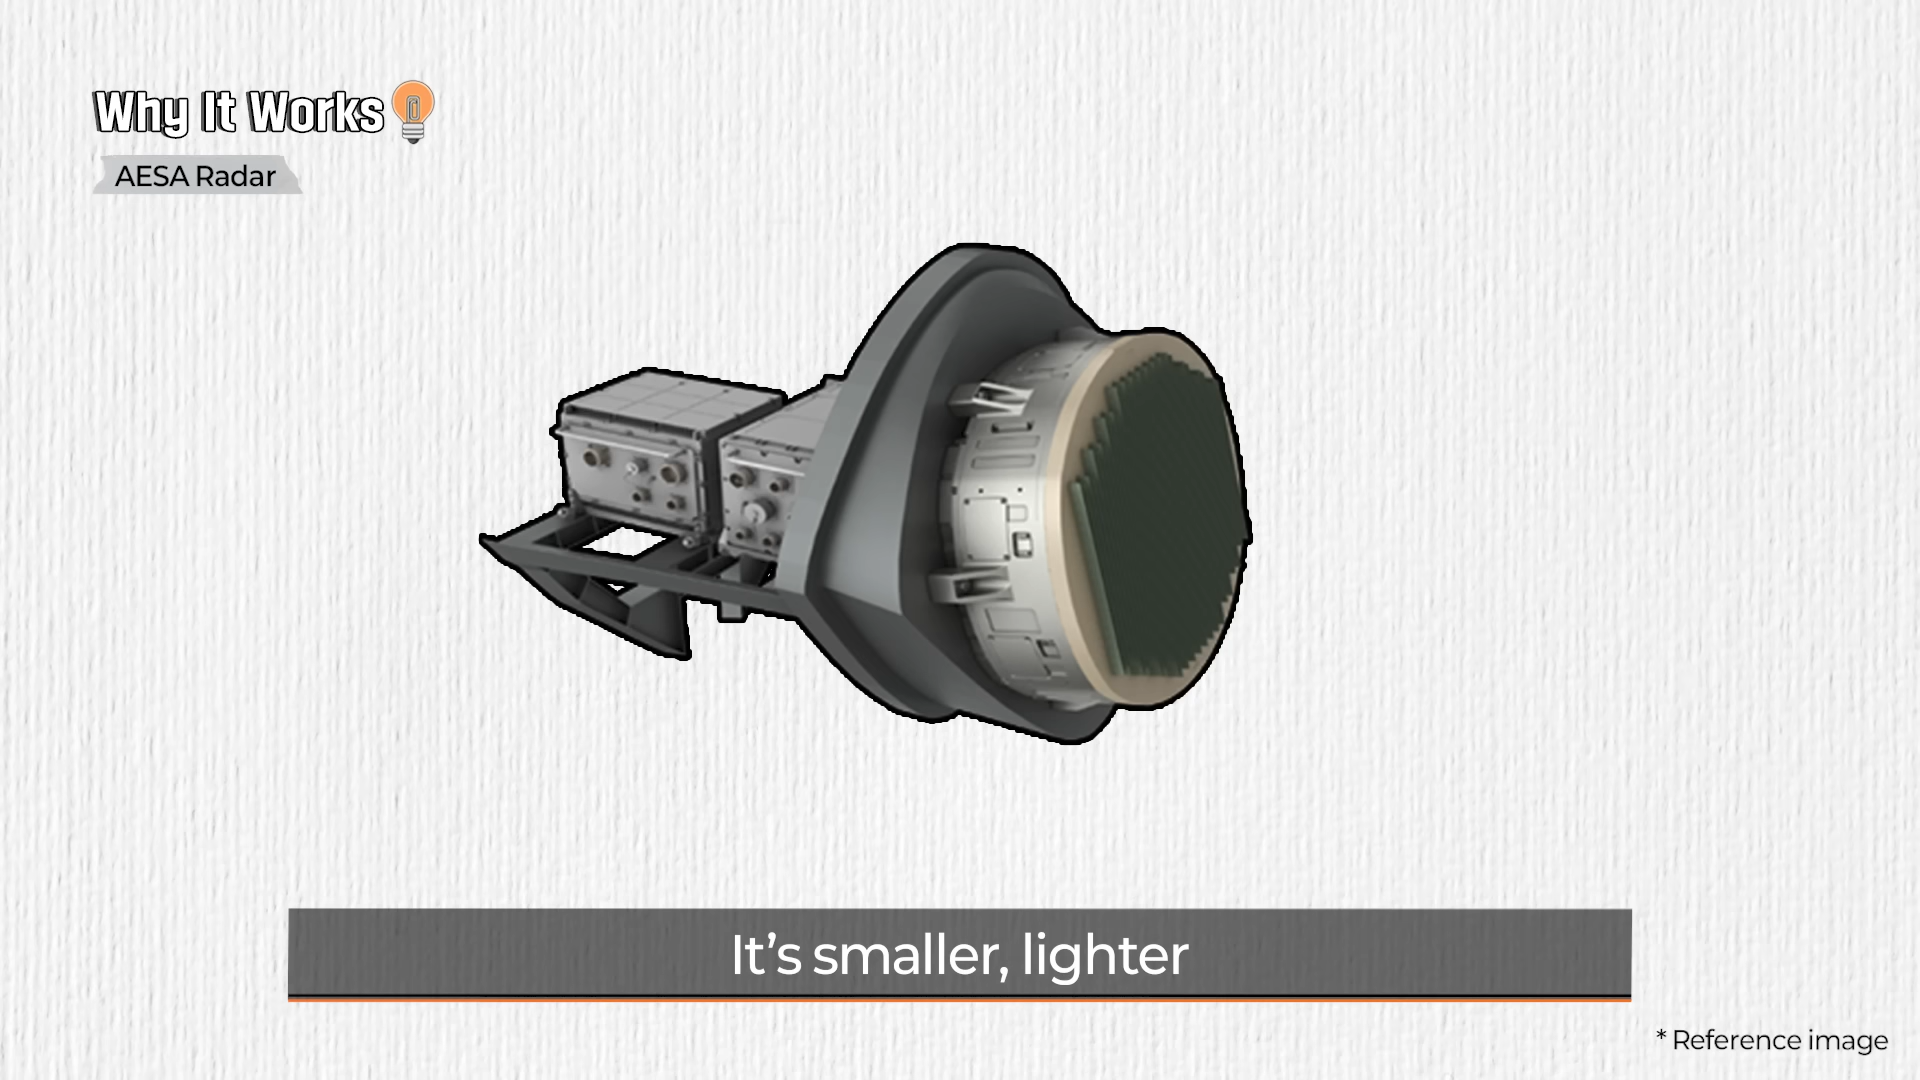 Why It Works
AESA Radar
It’s smaller, lighter
* Reference image